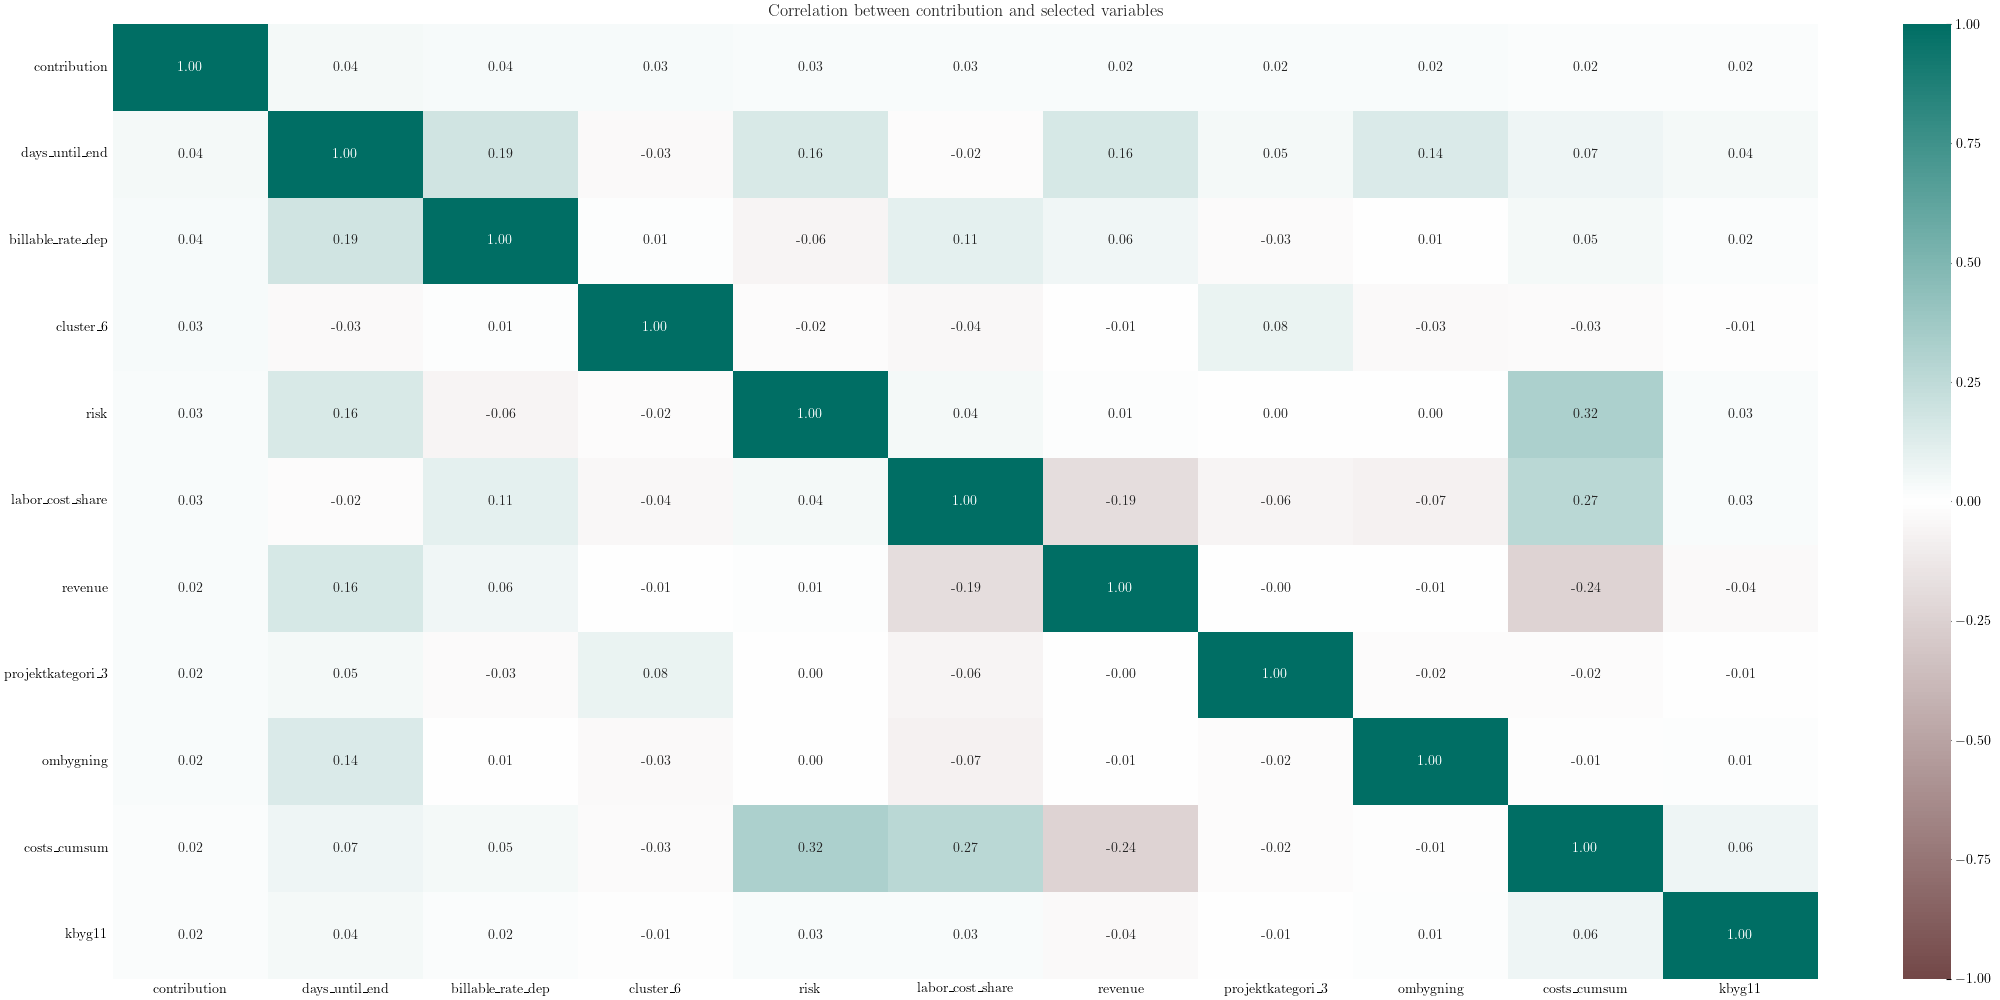 Correlation between contribution and selected variables
contribution 1.00 0.04 0.04 0.03 0.03 0.03 0.02 0.02 0.02 0.02 0.02
days_until_end 0.04 1.00 0.19 -0.03 0.16 -0.02 0.16 0.05 0.14 0.07 0.04
billable_rate_dep 0.04 0.19 1.00 0.01 -0.06 0.11 0.06 -0.03 0.01 0.05 0.02
cluster_6 0.03 -0.03 0.01 1.00 -0.02 -0.04 -0.01 0.08 -0.03 -0.03 -0.01
risk 0.03 0.16 -0.06 -0.02 1.00 0.04 0.01 0.00 0.00 0.32 0.03
labor_cost_share 0.03 -0.02 0.11 -0.04 0.04 1.00 -0.19 -0.06 -0.07 0.27 0.03
revenue 0.02 0.16 0.06 -0.01 0.01 -0.19 1.00 -0.00 -0.01 -0.24 -0.04
projektkategori_3 0.02 0.05 -0.03 0.08 0.00 -0.06 -0.00 1.00 -0.02 -0.02 -0.01
ombygning 0.02 0.14 0.01 -0.03 0.00 -0.07 -0.01 -0.02 1.00 -0.01 0.01
costs_cumsum 0.02 0.07 0.05 -0.03 0.32 0.27 -0.24 -0.02 -0.01 1.00 0.06
kbyg11 0.02 0.04 0.02 -0.01 0.03 0.03 -0.04 -0.01 0.01 0.06 1.00
contribution days_until_end billable_rate_dep cluster_6 risk labor_cost_share revenue projektkategori_3 ombygning costs_cumsum kbyg11
1.00
0.75
0.50
0.25
0.00
−0.25
−0.50
−0.75
−1.00